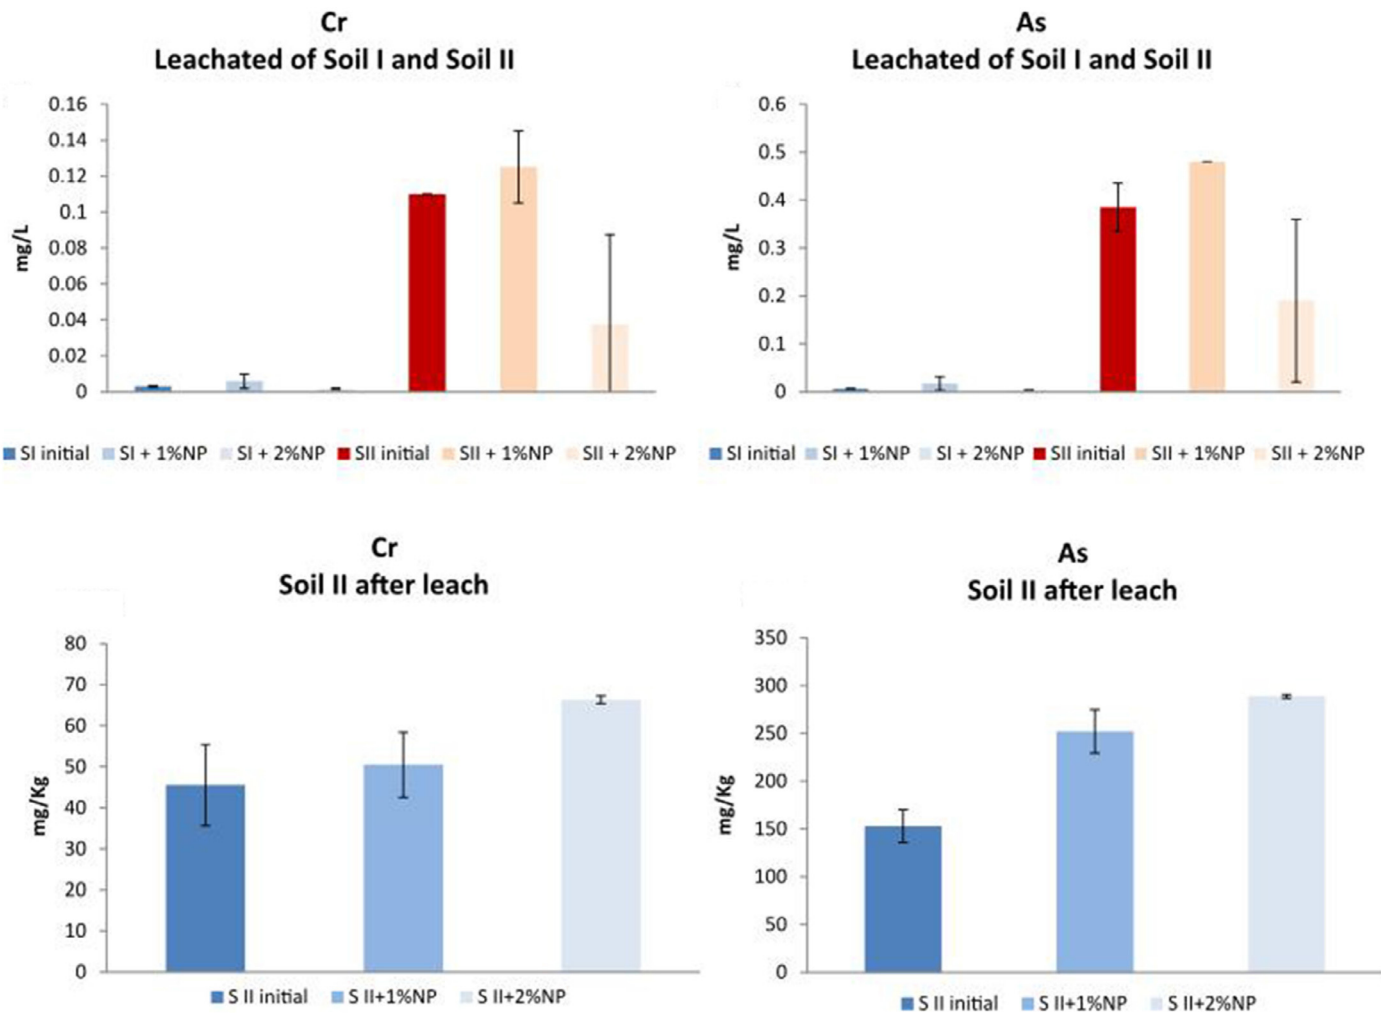 Cr
Leachated of Soil I and Soil II
mg/L
0.16
0.14
0.12
0.1
0.08
0.06
0.04
0.02
0
SI initial SI + 1%NP SI + 2%NP SII initial SII + 1%NP SII + 2%NP
As
Leachated of Soil I and Soil II
mg/L
0.6
0.5
0.4
0.3
0.2
0.1
0
SI initial SI + 1%NP SI + 2%NP SII initial SII + 1%NP SII + 2%NP
Cr
Soil II after leach
mg/Kg
80
70
60
50
40
30
20
10
0
S II initial S II+1%NP S II+2%NP
As
Soil II after leach
mg/Kg
350
300
250
200
150
100
50
0
S II initial S II+1%NP S II+2%NP